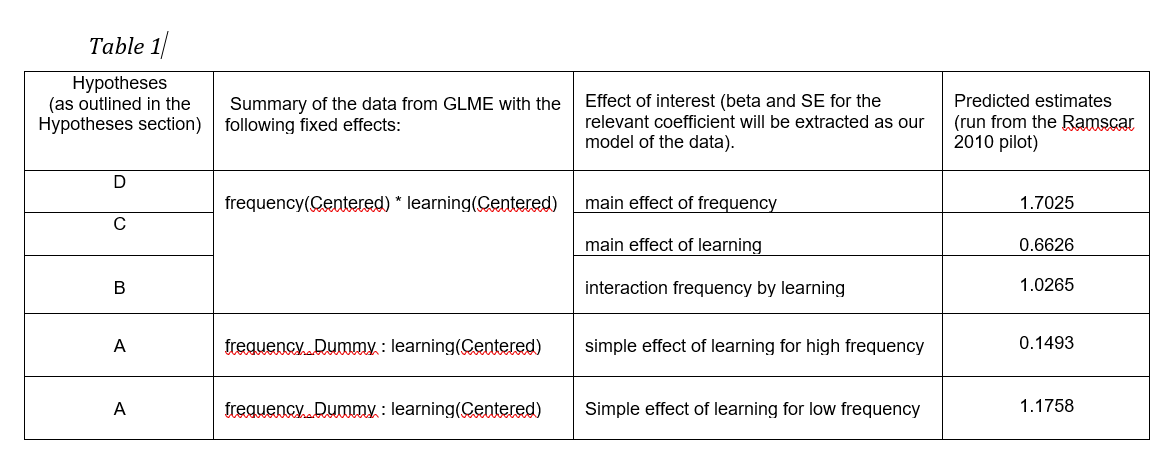 Table 1
Hypotheses
(as outlined in the
Hypotheses section)
Summary of the data from GLME with the
following fixed effects:
Effect of interest (beta and SE for the
relevant coefficient will be extracted as our
model of the data).
Predicted estimates
(run from the Ramscar
2010 pilot)
D
frequency(Centered) * learning(Centered)
main effect of frequency
1.7025
C
main effect of learning
0.6626
B
interaction frequency by learning
1.0265
A
frequency_Dummy : learning(Centered)
simple effect of learning for high frequency
0.1493
A
frequency_Dummy : learning(Centered)
Simple effect of learning for low frequency
1.1758